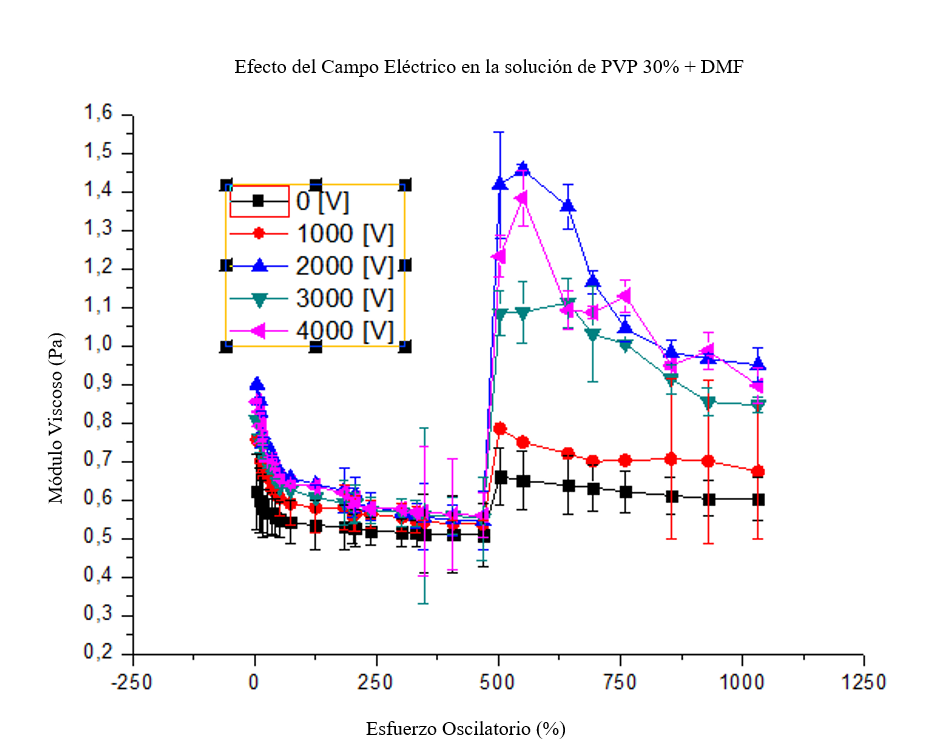 Efecto del Campo Eléctrico en la solución de PVP 30% + DMF
1,6
1,5
1,4
1,3
1,2
1,1
1,0
0,9
0,8
0,7
0,6
0,5
0,4
0,3
0,2
Módulo Viscoso (Pa)
0 [V]
1000 [V]
2000 [V]
3000 [V]
4000 [V]
-250 0 250 500 750 1000 1250
Esfuerzo Oscilatorio (%)